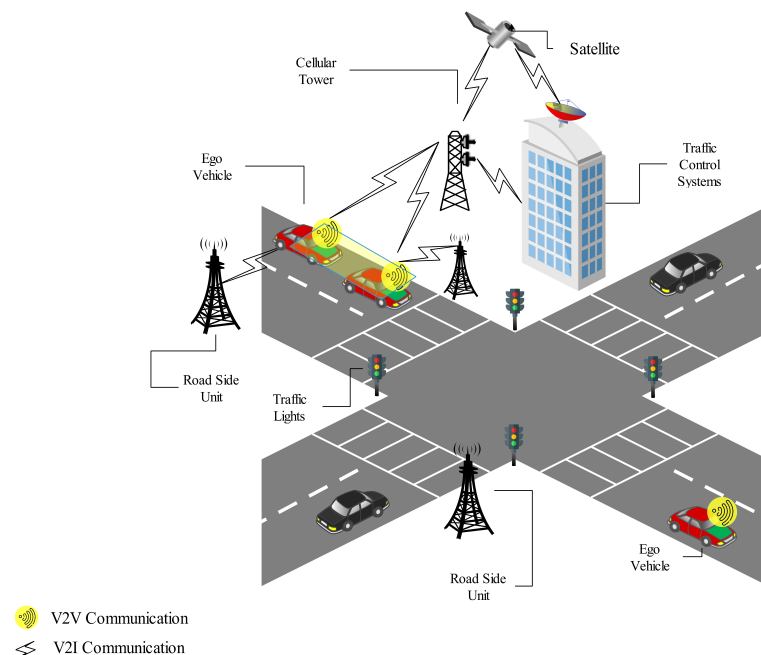 Satellite
Cellular
Tower
Traffic
Control
Systems
Ego
Vehicle
Road Side
Unit
Traffic
Lights
Ego
Vehicle
Road Side
Unit
V2V Communication
V2I Communication